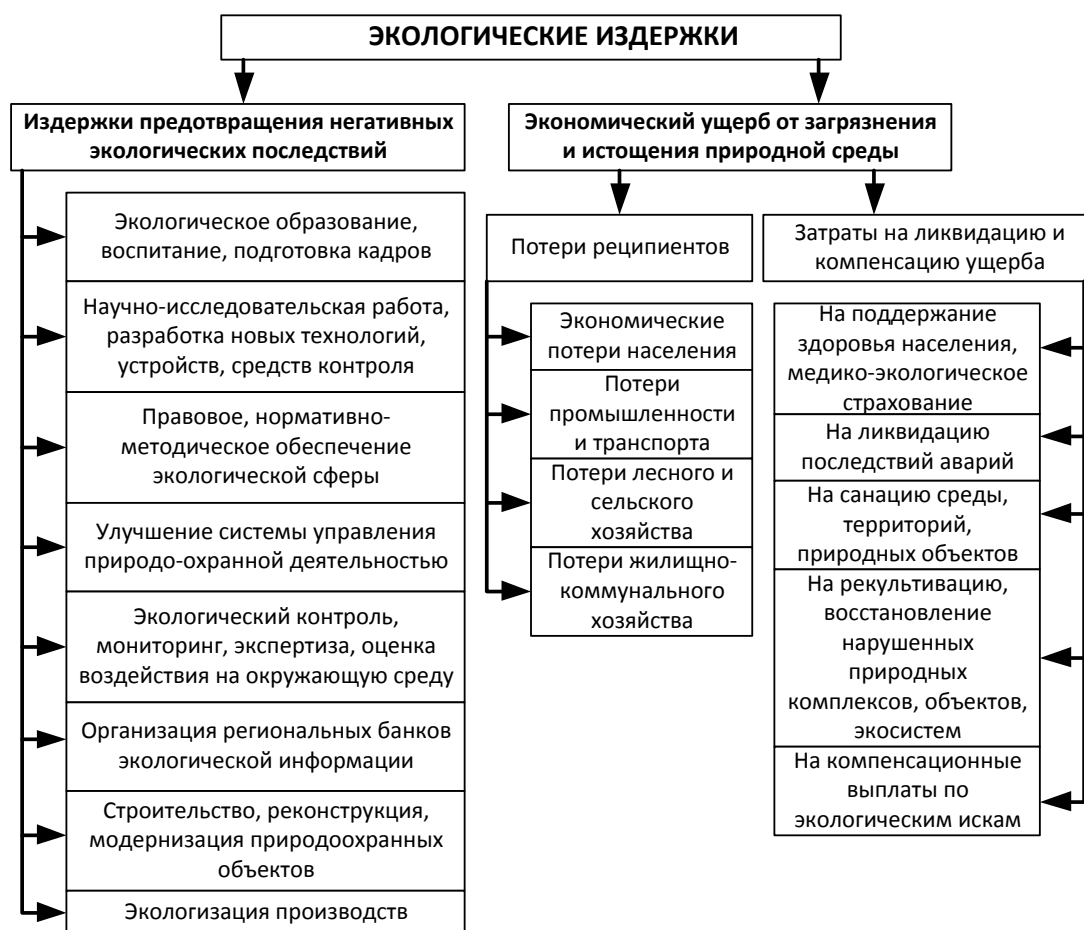 ЭКОЛОГИЧЕСКИЕ ИЗДЕРЖКИ
Издержки предотвращения негативных
экологических последствий
Экологическое образование,
воспитание, подготовка кадров
Научно-исследовательская работа,
разработка новых технологий,
устройств, средств контроля
Правовое, нормативно-
методическое обеспечение
экологической сферы
Улучшение системы управления
природо-охранной деятельностью
Экологический контроль,
мониторинг, экспертиза, оценка
воздействия на окружающую среду
Организация региональных банков
экологической информации
Строительство, реконструкция,
модернизация природоохранных
объектов
Экологизация производств
Экономический ущерб от загрязнения
и истощения природной среды
Потери реципиентов
Экономические
потери населения
Потери
промышленности
и транспорта
Потери лесного и
сельского
хозяйства
Потери жилищно-
коммунального
хозяйства
Затраты на ликвидацию и
компенсацию ущерба
На поддержание
здоровья населения,
медико-экологическое
страхование
На ликвидацию
последствий аварий
На санацию среды,
территорий,
природных объектов
На рекультивацию,
восстановление
нарушенных
природных
комплексов, объектов,
экосистем
На компенсационные
выплаты по
экологическим искам